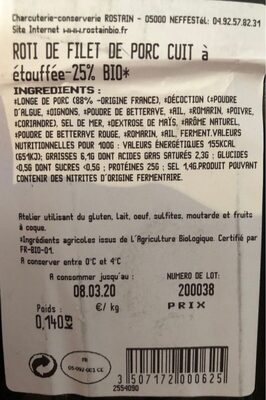 Charcuterie-conserverie ROSTAIN - 05000 NEFFEStél. 04.92.57.82.31
Site Internet www.rostainbio.fr
ROTI DE FILET DE PORC CUIT à
étouffée-25% BIO*
INGREDIENTS :
*LONGE DE PORC (88% -ORIGINE FRANCE), *DÉCOCTION (*POUDRE
D'ALGUE, *OIGNONS, *POUDRE DE BETTERAVE, *AIL, *ROMARIN, *POIVRE,
*CORIANDRE), SEL DE MER, *DEXTROSE DE MAÏS, *ARÔME NATUREL,
*POUDRE DE BETTERAVE ROUGE, *ROMARIN, *AIL, FERMENT.VALEURS
NUTRITIONNELLES POUR 100G : VALEURS ÉNERGÉTIQUES 155KCAL
(651KJ); GRAISSES 6,1G DONT ACIDES GRAS SATURÉS 2,3G ; GLUCIDES
<0,5G DONT SUCRES <0,5G ; PROTÉINES 25G ; SEL 1,4G.PRODUIT POUVANT
CONTENIR DES NITRITES D'ORIGINE FERMENTAIRE.
Atelier utilisant du gluten, lait, oeuf, sulfites, moutarde et fruits
à coque.
*Ingrédients agricoles issus de l'Agriculture Biologique. Certifié par
FR-BIO-01.
A conserver entre 0°C et 4°C
A consommer jusqu'au :
NUMERO DE LOT:
08.03.20
200038
Poids :
€/ kg
PRIX
0,140kg
FR
05-092-001 CE
3 507172 000625
2554090